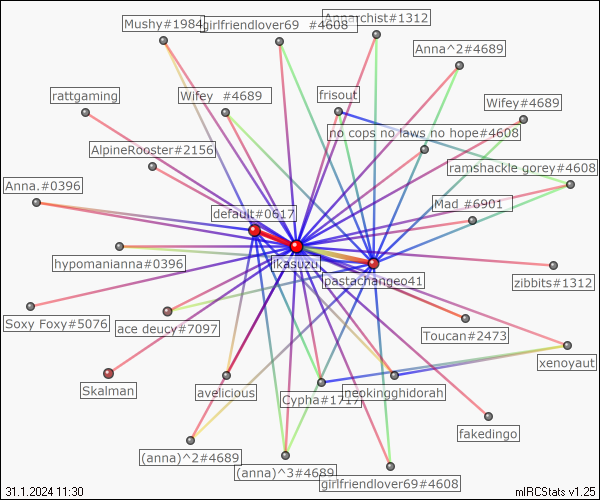 Mushy#1984
girlfriendlover69 #4608
#1312
Anna^2#4689
rattgaming
Wifey #4689
frisout
Wifey#4689
no cops no laws no hope#4608
AlpineRooster#2156
ramshackle gorey#4608
Anna.#0396
Mad #6901
default#0617
hypomanianna#0396
ikasuzu
pastachangeo41
zibbits#1312
Soxy Foxy#5076
ace deucy#7097
Toucan#2473
xenoyaut
Skalman
avelicious
Cypha#1717
neokingghidorah
fakedingo
(anna)^2#4689
(anna)^3#4689
girlfriendlover69#4608
31.1.2024 11:30
mIRCStats v1.25